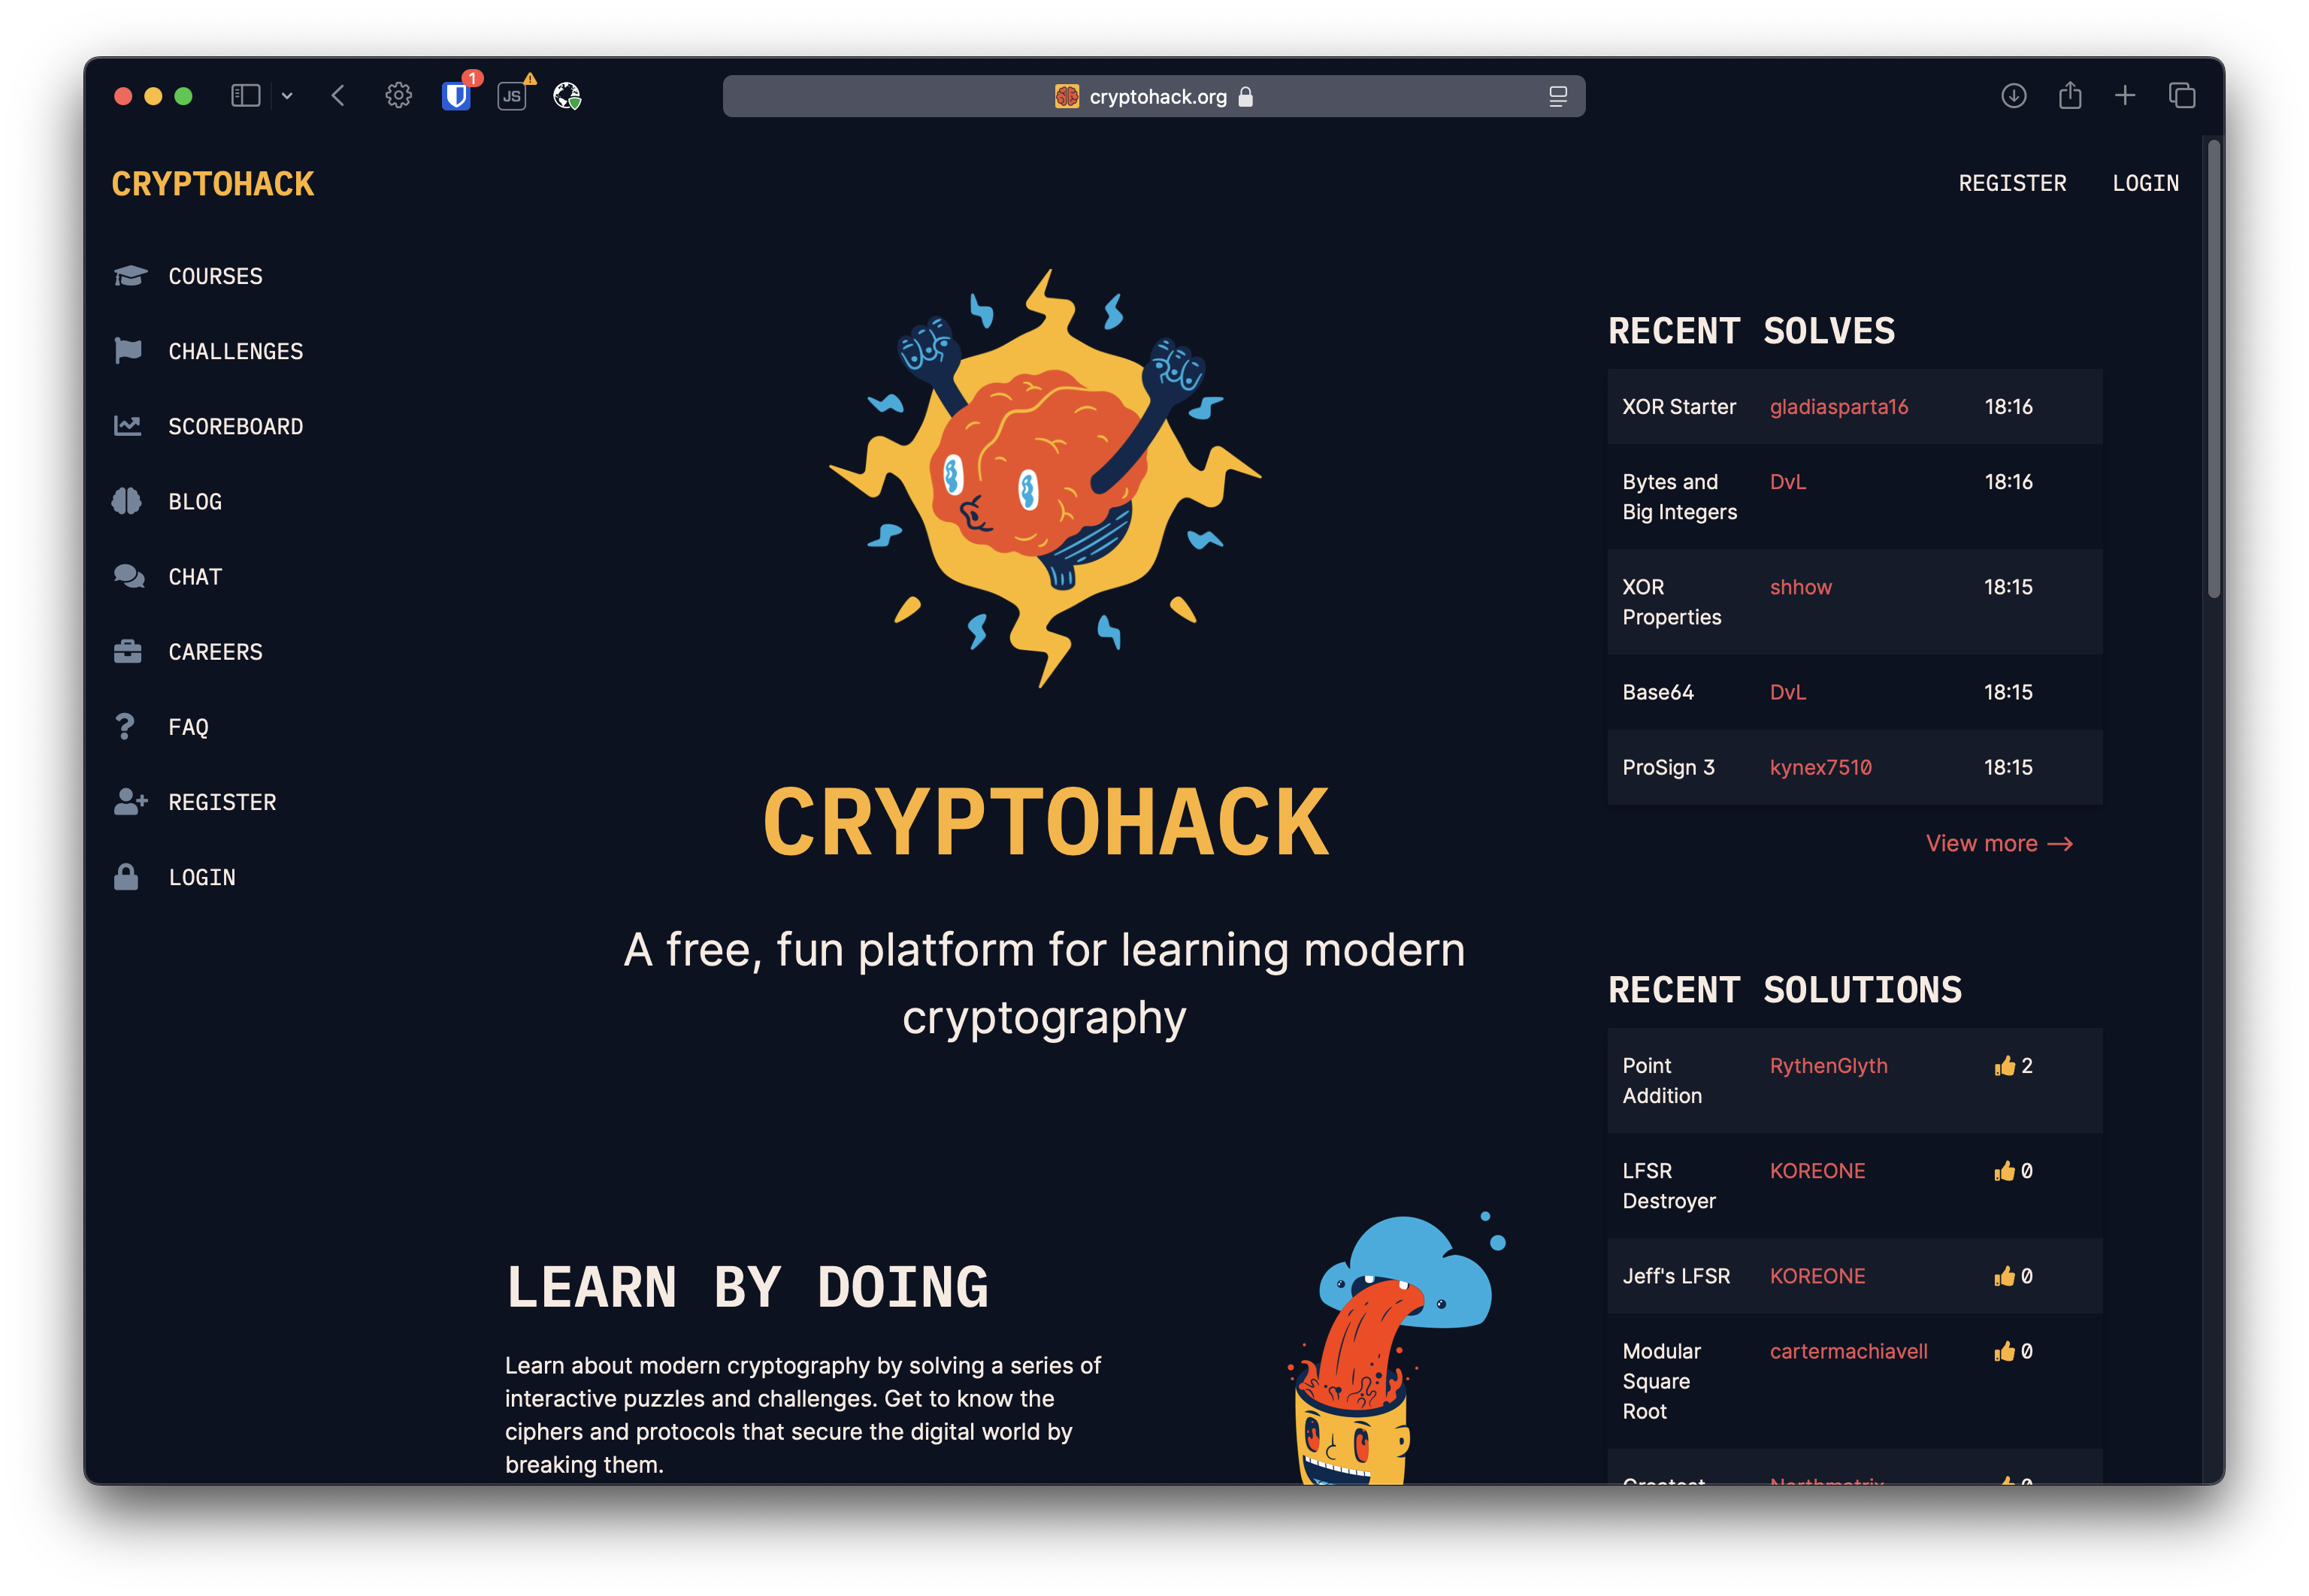 1
JS
cryptohack.org
CRYPTOHACK
REGISTER LOGIN
COURSES
CHALLENGES
SCOREBOARD
BLOG
CHAT
CAREERS
FAQ
REGISTER
LOGIN
CRYPTOHACK
A free, fun platform for learning modern
cryptography
LEARN BY DOING
Learn about modern cryptography by solving a series of
interactive puzzles and challenges. Get to know the
ciphers and protocols that secure the digital world by
breaking them.
RECENT SOLVES
XOR Starter gladiasparta16 18:16
Bytes and DvL 18:16
Big Integers
XOR shhow 18:15
Properties
Base64 DvL 18:15
ProSign 3 kynex7510 18:15
View more →
RECENT SOLUTIONS
Point RythenGlyth 2
Addition
LFSR KOREONE 0
Destroyer
Jeff's LFSR KOREONE 0
Modular cartermachiavell 0
Square
Root